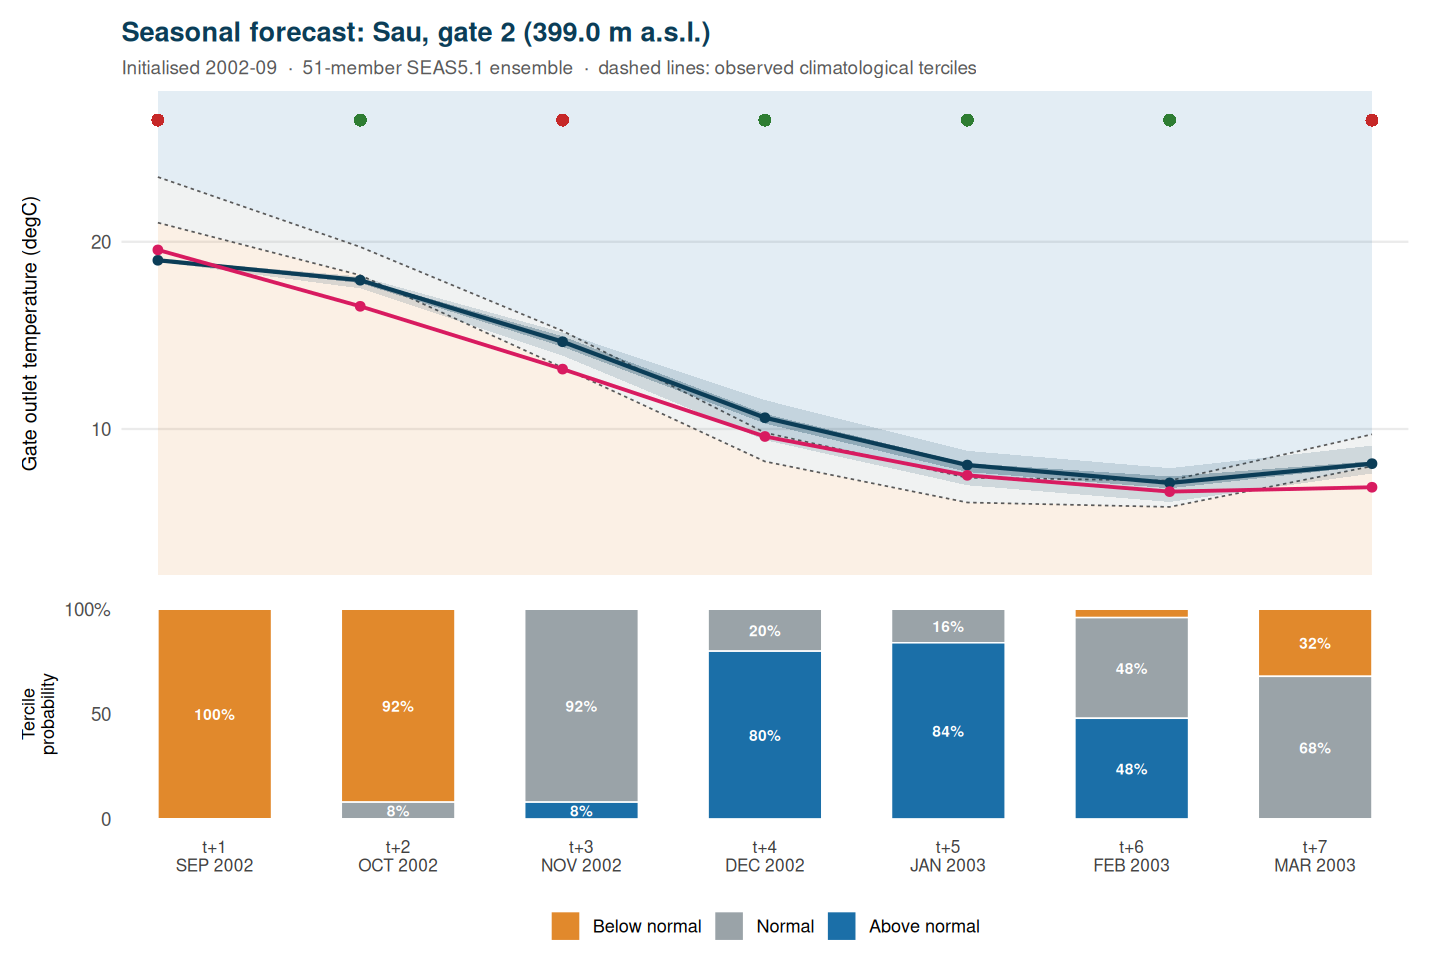 Seasonal forecast: Sau, gate 2 (399.0 m a.s.l.)
Initialised 2002-09 · 51-member SEAS5.1 ensemble · dashed lines: observed climatological terciles
Gate outlet temperature (degC)
20
10
Tercile
probability
100%
50
0
100%
92%
8%
92%
8%
20%
80%
16%
84%
48%
48%
32%
68%
t+1
SEP 2002
t+2
OCT 2002
t+3
NOV 2002
t+4
DEC 2002
t+5
JAN 2003
t+6
FEB 2003
t+7
MAR 2003
Below normal
Normal
Above normal